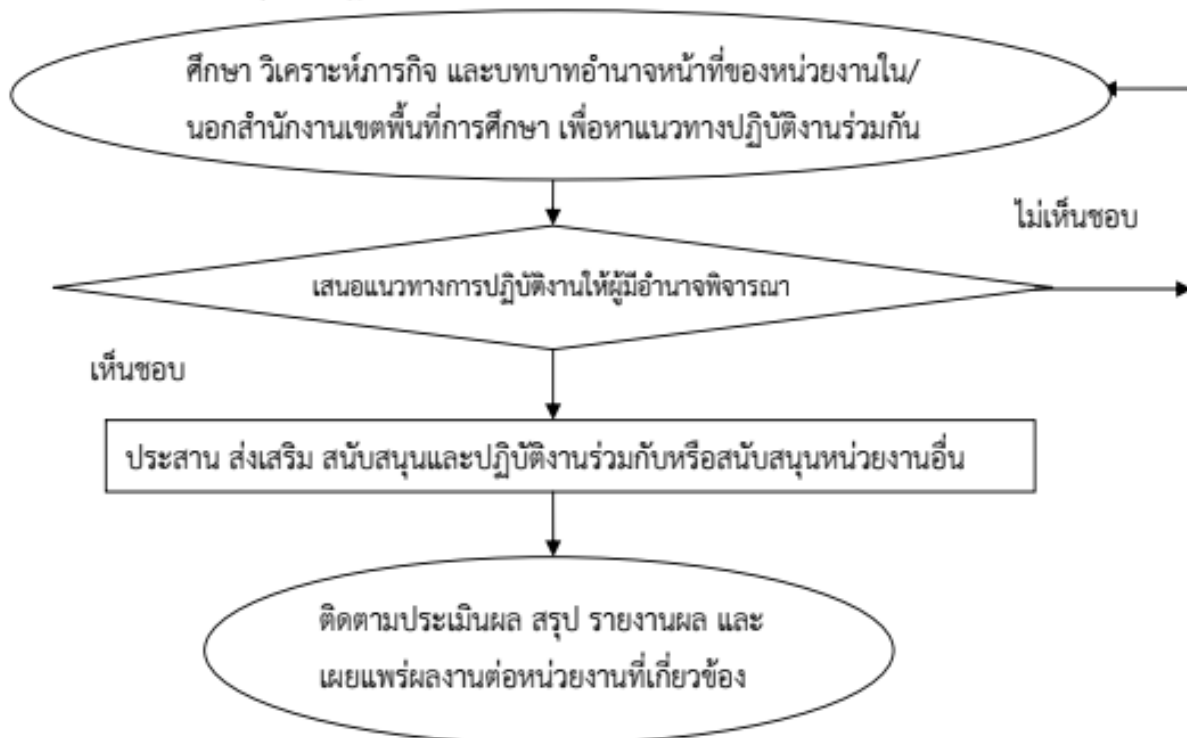 ศึกษา วิเคราะห์ภารกิจ และบทบาทอำนาจหน้าที่ของหน่วยงานใน/
นอกสำนักงานเขตพื้นที่การศึกษา เพื่อหาแนวทางปฏิบัติงานร่วมกัน
ไม่เห็นชอบ
เสนอแนวทางการปฏิบัติงานให้ผู้มีอำนาจพิจารณา
เห็นชอบ
ประสาน ส่งเสริม สนับสนุนและปฏิบัติงานร่วมกับหรือสนับสนุนหน่วยงานอื่น
ติดตามประเมินผล สรุป รายงานผล และ
เผยแพร่ผลงานต่อหน่วยงานที่เกี่ยวข้อง